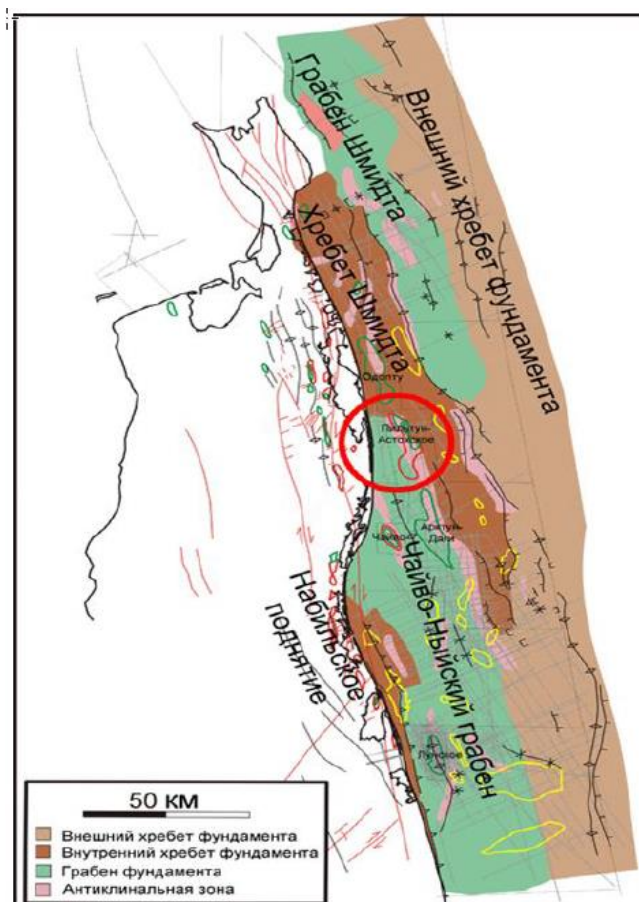 Грабен Шмидта
Внешний хребет фундамента
Хребет Шмидта
Одопту
Пильтун-
Астохское
Чайво
Аркутун-
Даги
Чайво-Ныйский грабен
Набильское
поднятие
Лунское
50 км
Внешний хребет фундамента
Внутренний хребет фундамента
Грабен фундамента
Антиклинальная зона